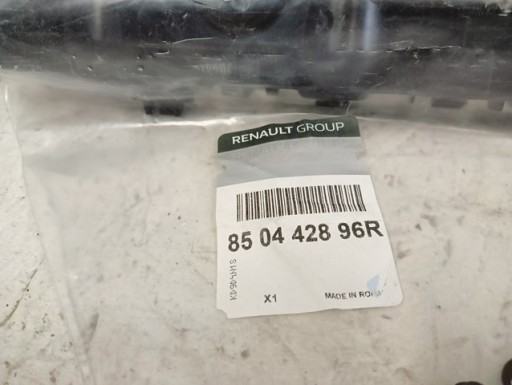 RENAULT GROUP
85 04 428 96R
X1
MADE IN